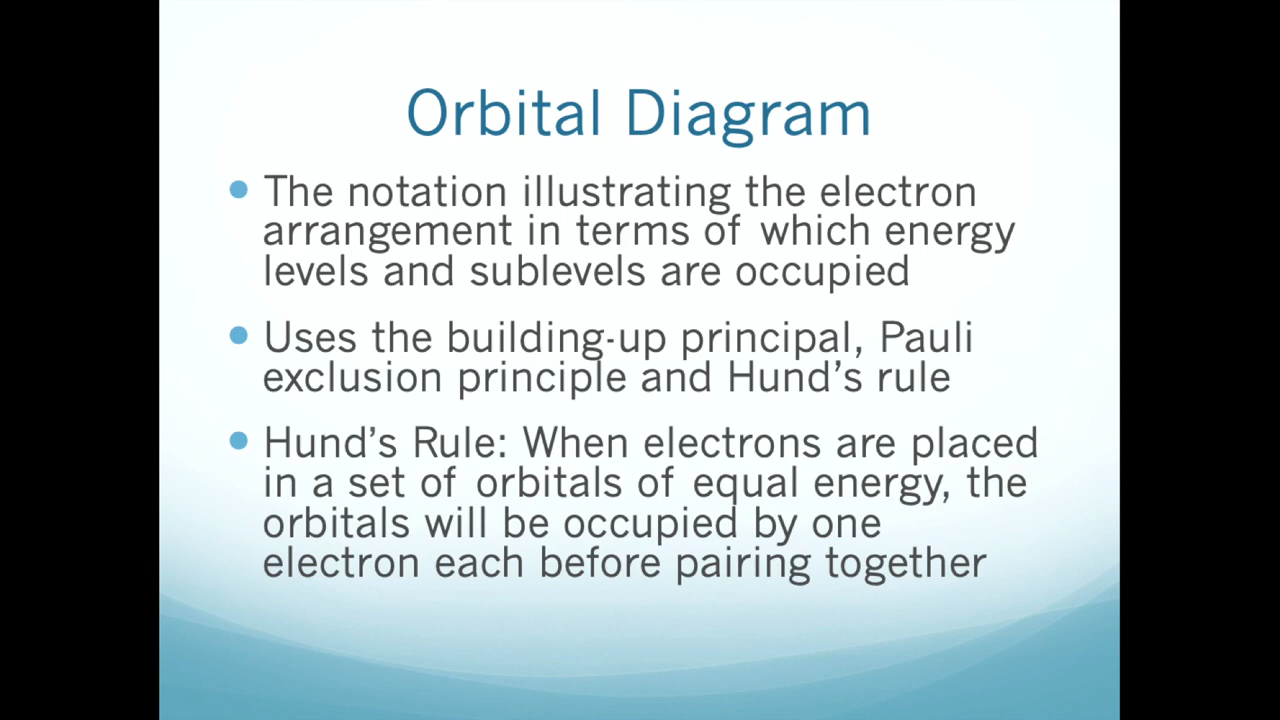 Orbital Diagram
• The notation illustrating the electron
arrangement in terms of which energy
levels and sublevels are occupied
• Uses the building-up principal, Pauli
exclusion principle and Hund’s rule
• Hund’s Rule: When electrons are placed
in a set of orbitals of equal energy, the
orbitals will be occupied by one
electron each before pairing together